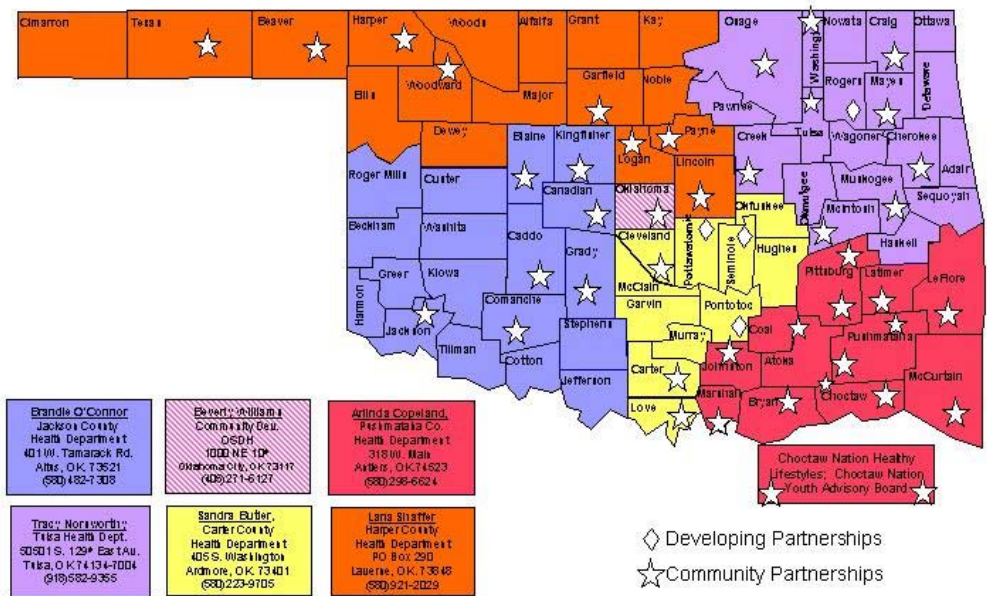 Cimarron
Texas
Beaver
Harper
Woods
Alfalfa
Grant
Kay
Osage
Nowata
Craig
Ottawa
Ellis
Woodward
Major
Garfield
Noble
Pawnee
Rogers
Mayes
Delaware
Dewey
Blaine
Kingfisher
Logan
Payne
Creek
Tulsa
Wagoner
Cherokee
Adair
Roger Mills
Custer
Canadian
Oklahoma
Lincoln
Okfuskee
Okmulgee
Muskogee
McIntosh
Sequoyah
Beckham
Washita
Caddo
Grady
Cleveland
Pottawatomie
Seminole
Hughes
Haskell
Harmon
Greer
Kiowa
Comanche
McClain
Garvin
Pontotoc
Pittsburg
Latimer
LeFlore
Jackson
Tillman
Cotton
Stephens
Murray
Coal
Atoka
Pushmataha
Jefferson
Carter
Johnston
Love
Marshall
Bryan
Choctaw
McCurtain
Brandie O'Connor
Jackson County
Health Department
401 W. Tamarack Rd.
Altus, OK 73521
(580)482-7308
Beverly Williams
Community Dev.
OSDH
1000 NE 10th
Oklahoma City, OK 73117
(405)271-6127
Arlinda Copeland,
Pushmataha Co.
Health Department
318 W. Main
Antlers, OK. 74523
(580)298-6624
Choctaw Nation Healthy
Lifestyles; Choctaw Nation
Youth Advisory Board
Tracy Norsworthy
Tulsa Health Dept.
Tulsa, OK 74134-7004
(918)582-9355
Sandra Butler,
Carter County
Health Department
405 S. Washington
Ardmore, OK. 73401
(580)223-9705
Lana Shaffer
Harper County
Health Department
PO Box 290
Laverne, OK. 73848
(580)921-2029
Developing Partnerships
Community Partnerships